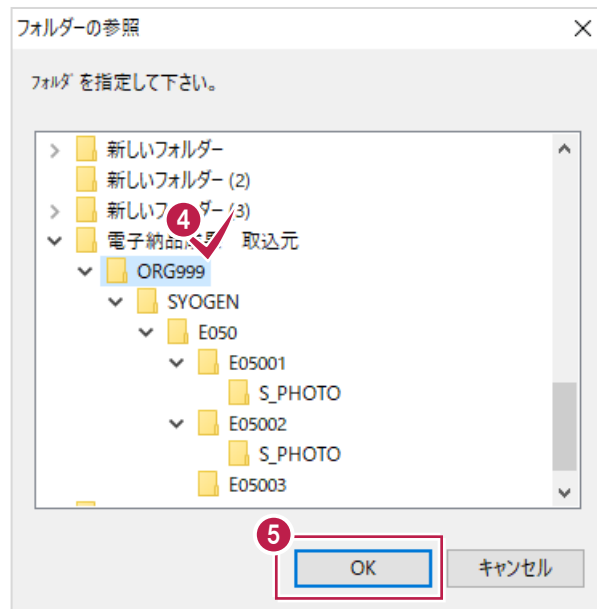 フォルダーの参照
ﾌｫﾙﾀﾞを指定して下さい。
新しいフォルダー
新しいフォルダー (2)
新しいフ ダー (3)
4
電子納品 取込元
ORG999
SYOGEN
E050
E05001
S_PHOTO
E05002
S_PHOTO
E05003
5
OK
キャンセル